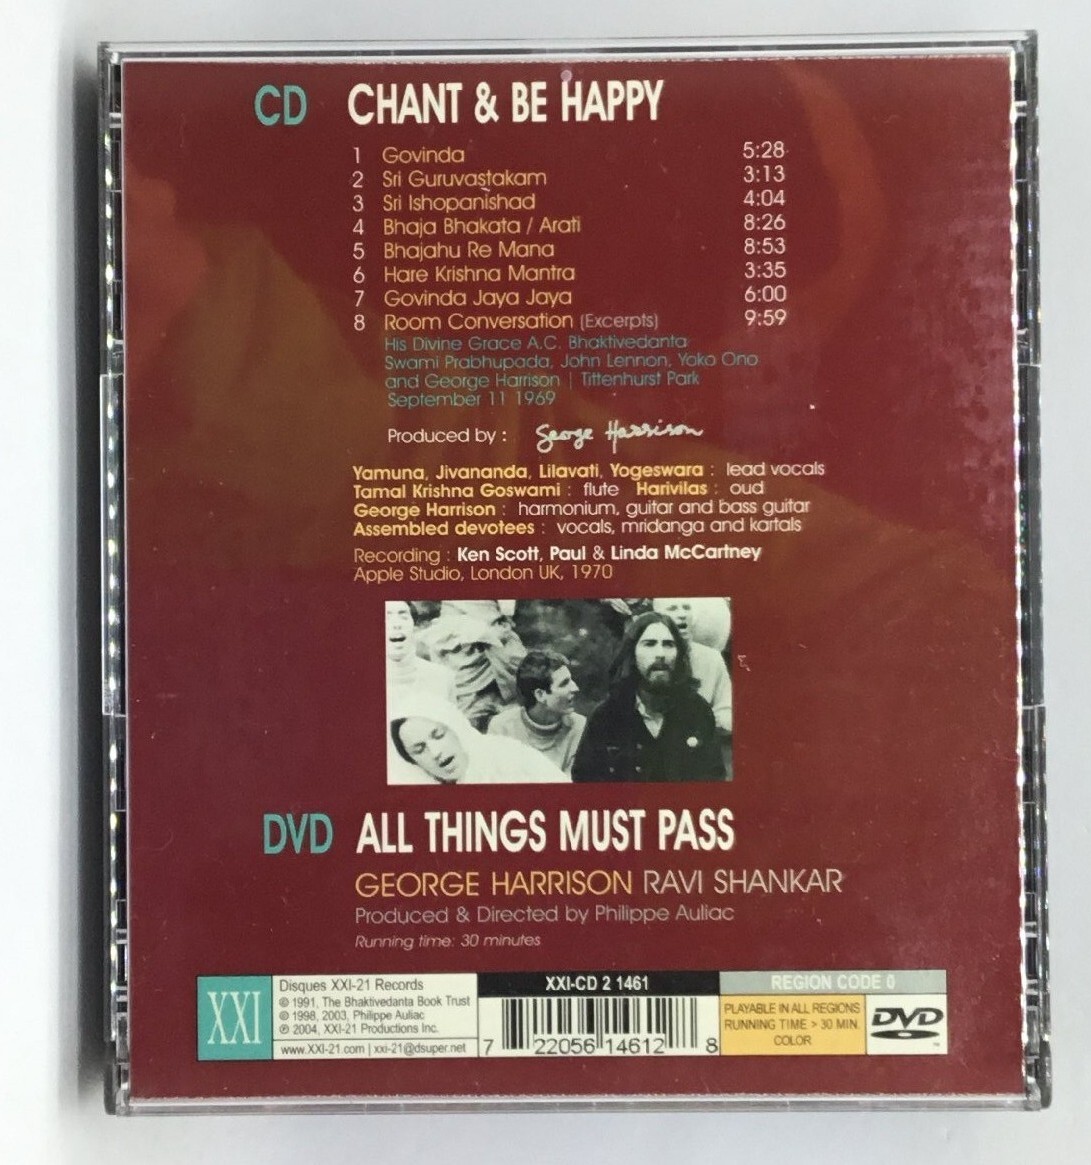 CD CHANT & BE HAPPY
1 Govinda 5:28
2 Sri Guruvastakam 3:13
3 Sri Ishopanishad 4:04
4 Bhaja Bhakata / Arati 8:26
5 Bhajahu Re Mana 8:53
6 Hare Krishna Mantra 3:35
7 Govinda Jaya Jaya 6:00
8 Room Conversation (Excerpts) 9:59
His Divine Grace A.C. Bhaktivedanta
Swami Prabhupada, John Lennon, Yoko Ono
and George Harrison | Tittenhurst Park
September 11 1969
Produced by : George Harrison
Yamuna, Jivananda, Lilavati, Yogeswara : lead vocals
Tamal Krishna Goswami : flute Harivilas : oud
George Harrison : harmonium, guitar and bass guitar
Assembled devotees : vocals, mridanga and kartals
Recording : Ken Scott, Paul & Linda McCartney
Apple Studio, London UK, 1970
DVD ALL THINGS MUST PASS
GEORGE HARRISON RAVI SHANKAR
Produced & Directed by Philippe Auliac
Running time: 30 minutes
XXI
Disques XXI-21 Records
© 1991, The Bhaktivedanta Book Trust
© 1998, 2003, Philippe Auliac
℗ 2004, XXI-21 Productions Inc.
www.XXI-21.com | xxi-21@dsuper.net
XXI-CD 2 1461
7 22056 14612 8
REGION CODE 0
PLAYABLE IN ALL REGIONS
RUNNING TIME > 30 MIN.
COLOR
DVD